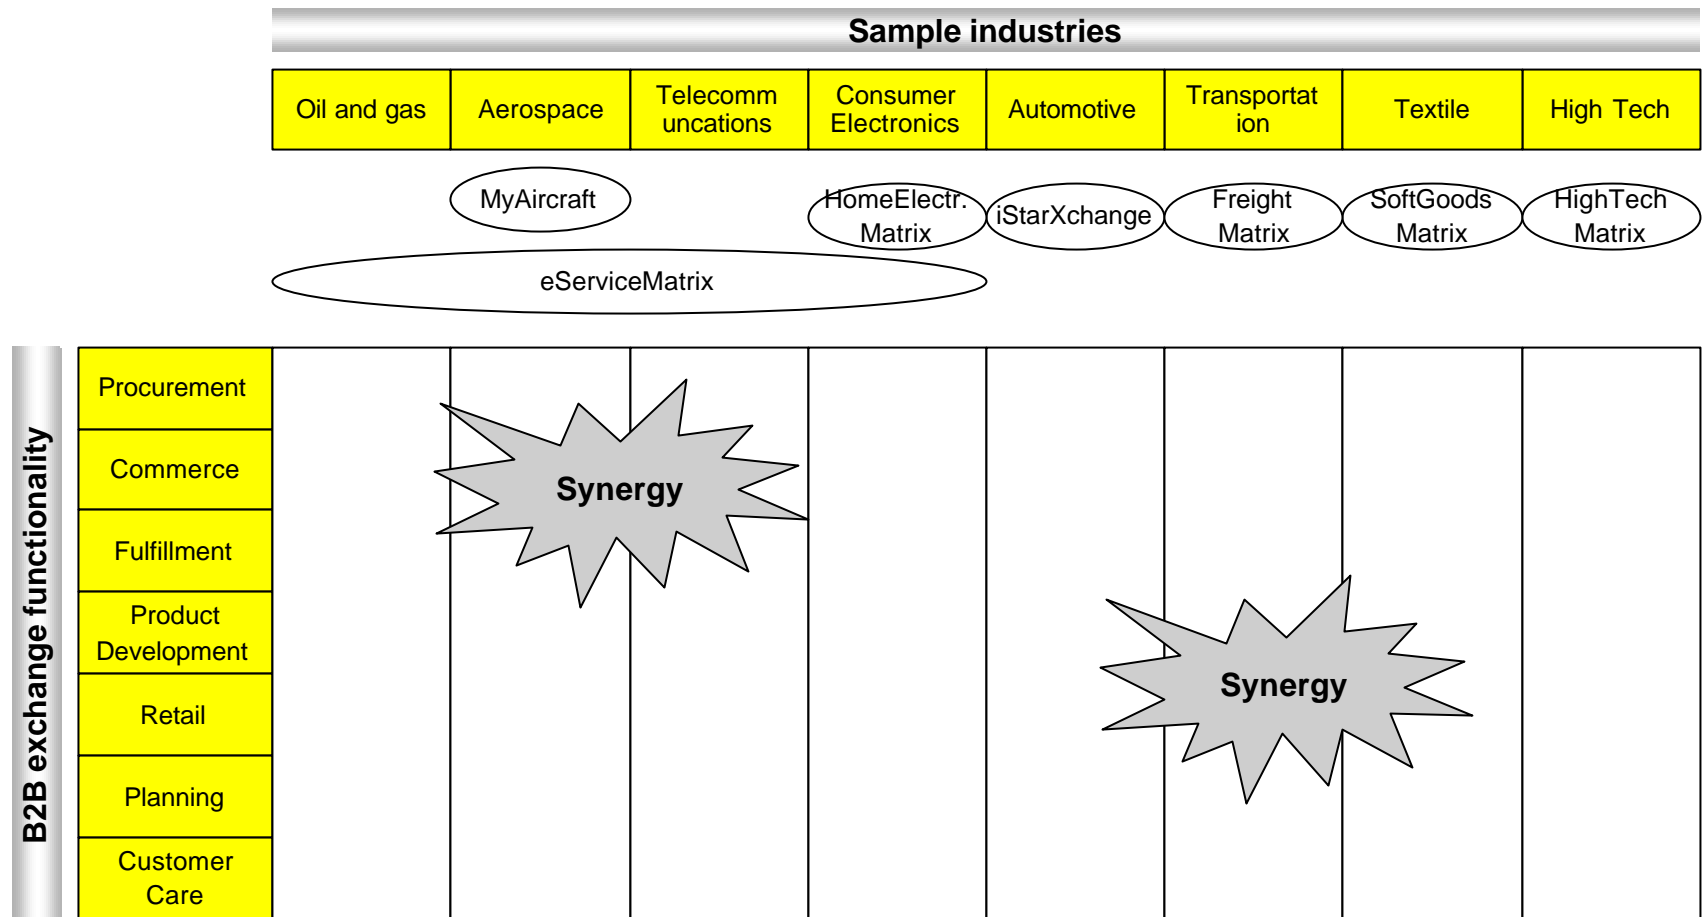 Sample industries
Oil and gas
Aerospace
Telecomm
uncations
Consumer
Electronics
Automotive
Transportat
ion
Textile
High Tech
MyAircraft
HomeElectr.
Matrix
iStarXchange
Freight
Matrix
SoftGoods
Matrix
HighTech
Matrix
eServiceMatrix
B2B exchange functionality
Procurement
Commerce
Fulfillment
Product
Development
Retail
Planning
Customer
Care
Synergy
Synergy